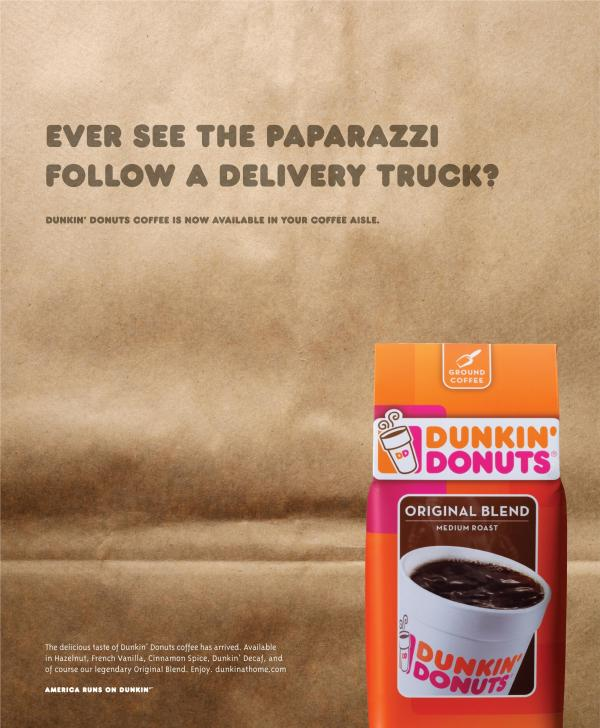 EVER SEE THE PAPARAZZI
FOLLOW A DELIVERY TRUCK?
DUNKIN' DONUTS COFFEE IS NOW AVAILABLE IN YOUR COFFEE AISLE.
GROUND
COFFEE
DD
DUNKIN'
DONUTS®
ORIGINAL BLEND
MEDIUM ROAST
DUNKIN'
DONUTS
The delicious taste of Dunkin' Donuts coffee has arrived. Available
in Hazelnut, French Vanilla, Cinnamon Spice, Dunkin' Decaf, and
of course our legendary Original Blend. Enjoy. dunkinathome.com
AMERICA RUNS ON DUNKIN'